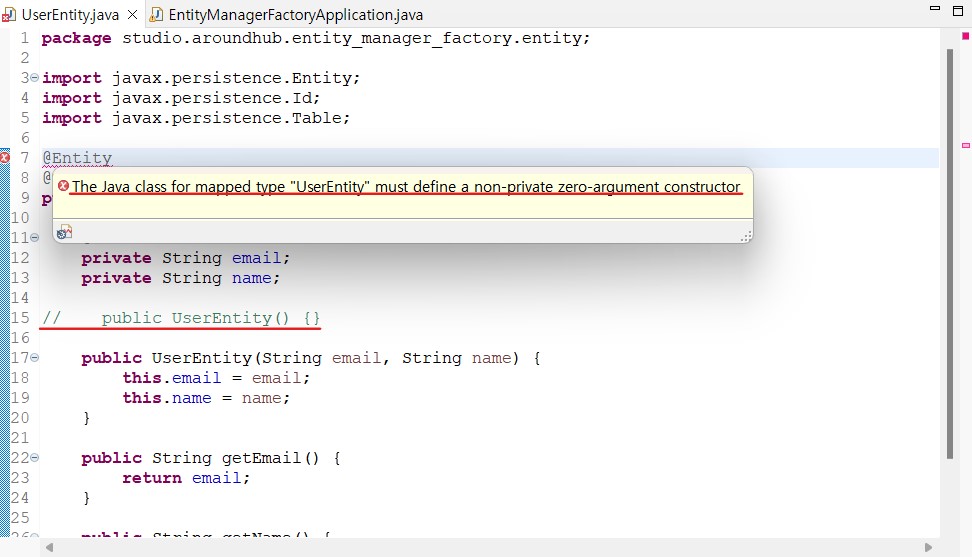 UserEntity.java EntityManagerFactoryApplication.java
1 package studio.aroundhub.entity_manager_factory.entity;
2
3 import javax.persistence.Entity;
4 import javax.persistence.Id;
5 import javax.persistence.Table;
6
7 @Entity
8 @
The Java class for mapped type "UserEntity" must define a non-private zero-argument constructor
9 p
10
11
12 private String email;
13 private String name;
14
15 // public UserEntity() {}
16
17 public UserEntity(String email, String name) {
18 this.email = email;
19 this.name = name;
20 }
21
22 public String getEmail() {
23 return email;
24 }
25
26 public String getName() {